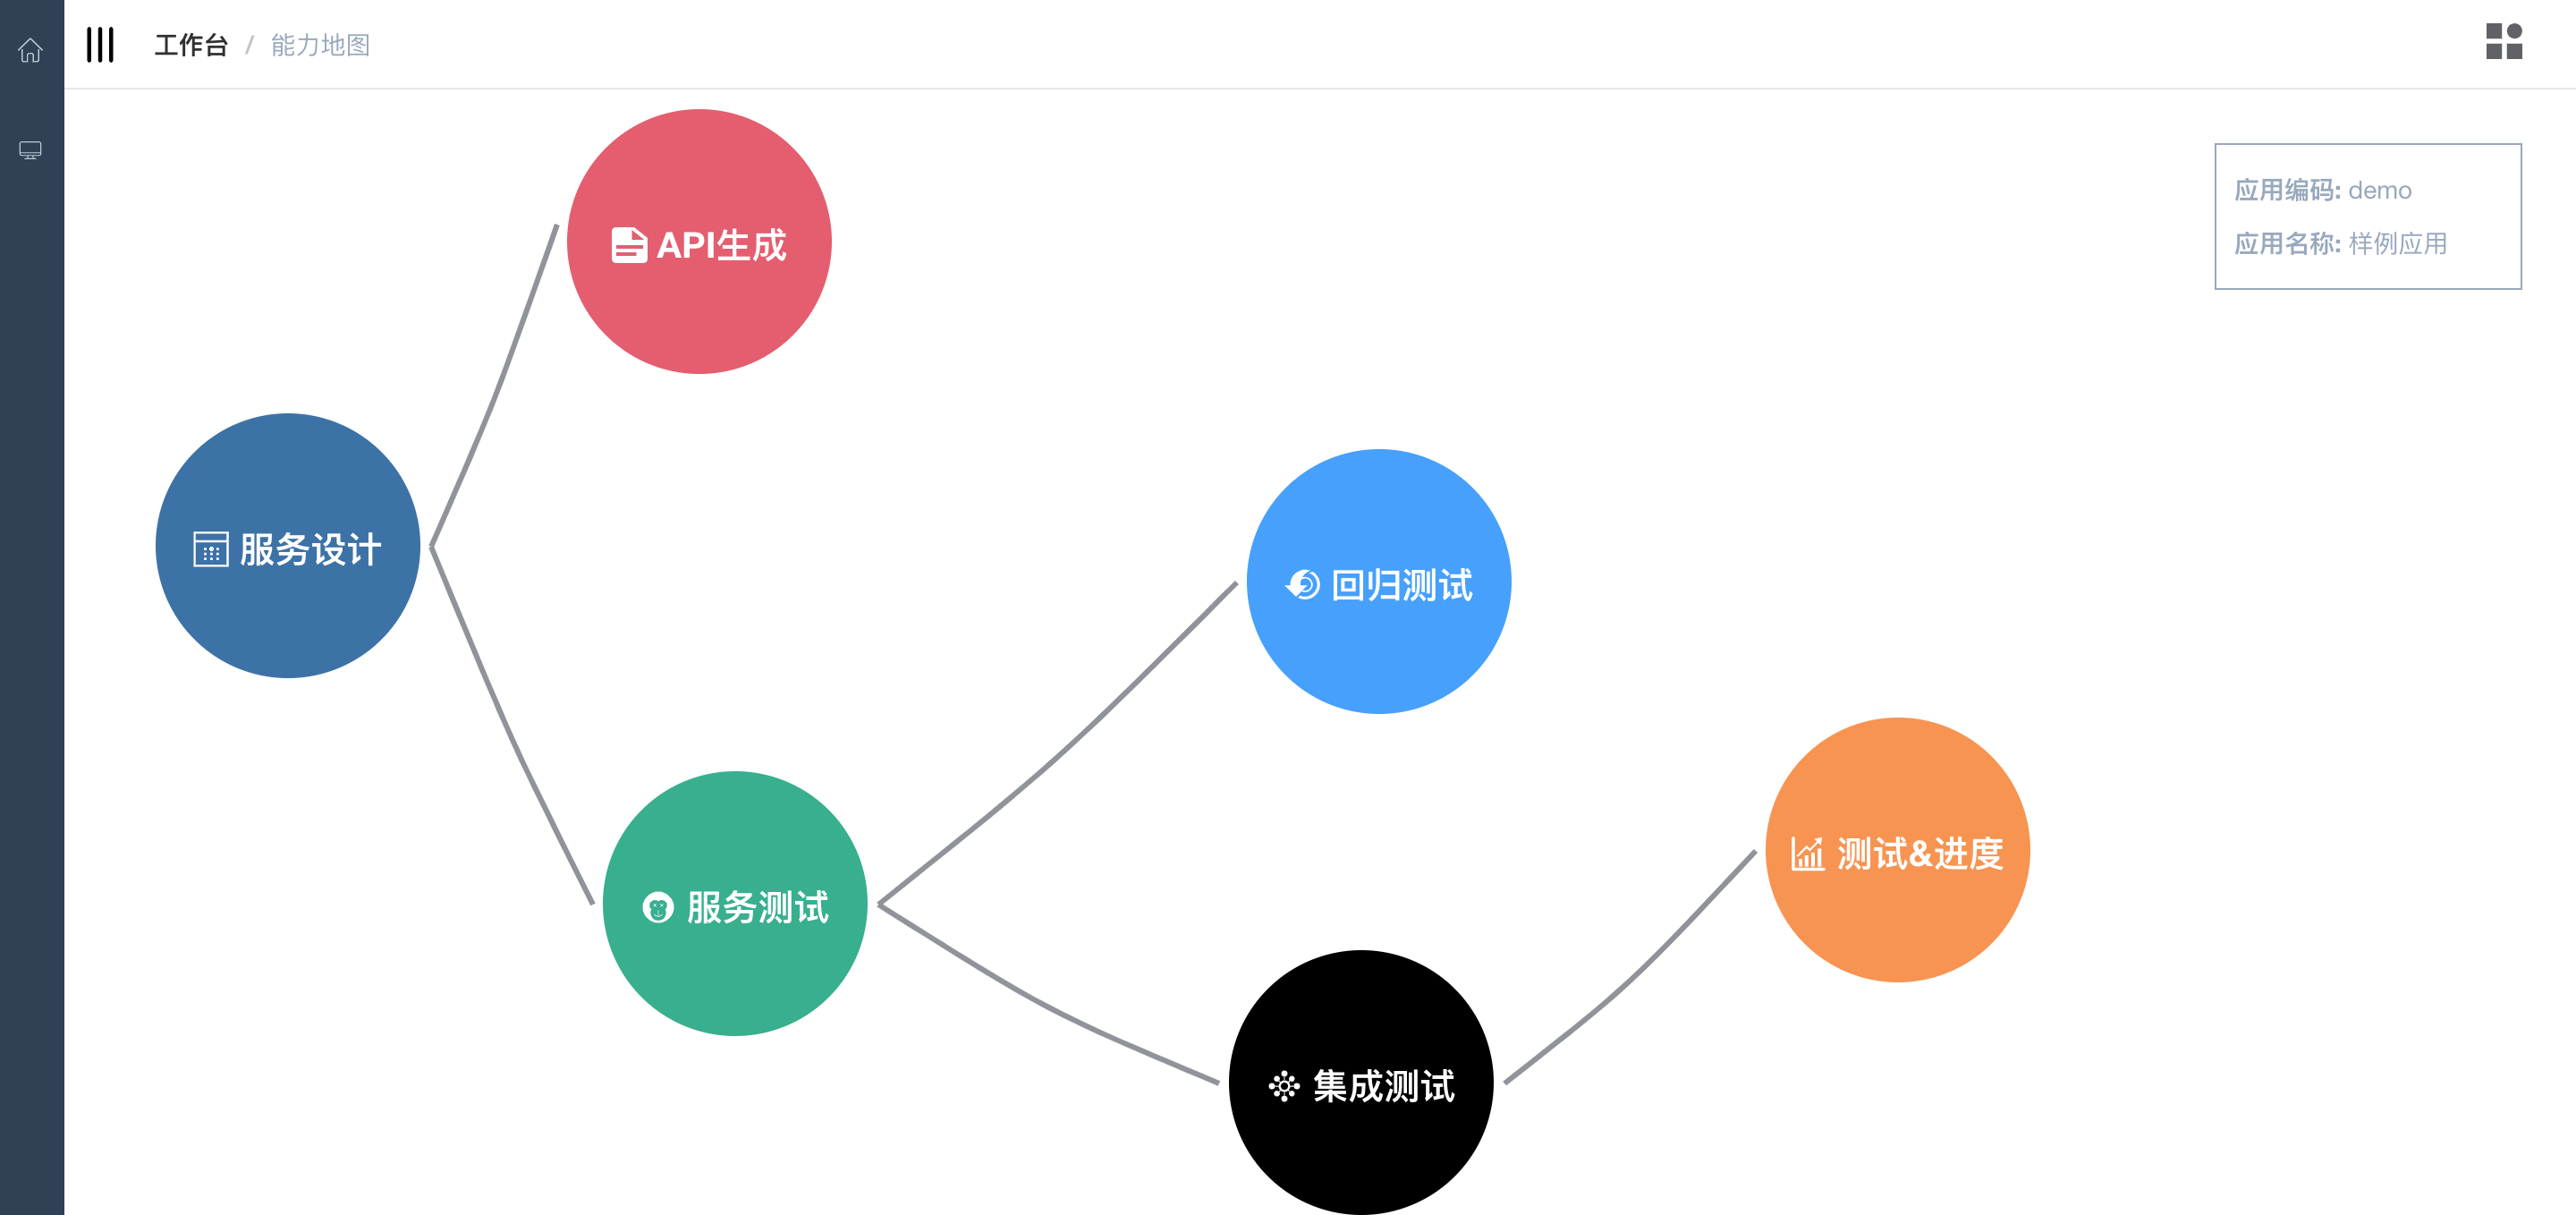 工作台 / 能力地图
应用编码: demo
应用名称: 样例应用
API生成
服务设计
回归测试
测试&进度
服务测试
集成测试